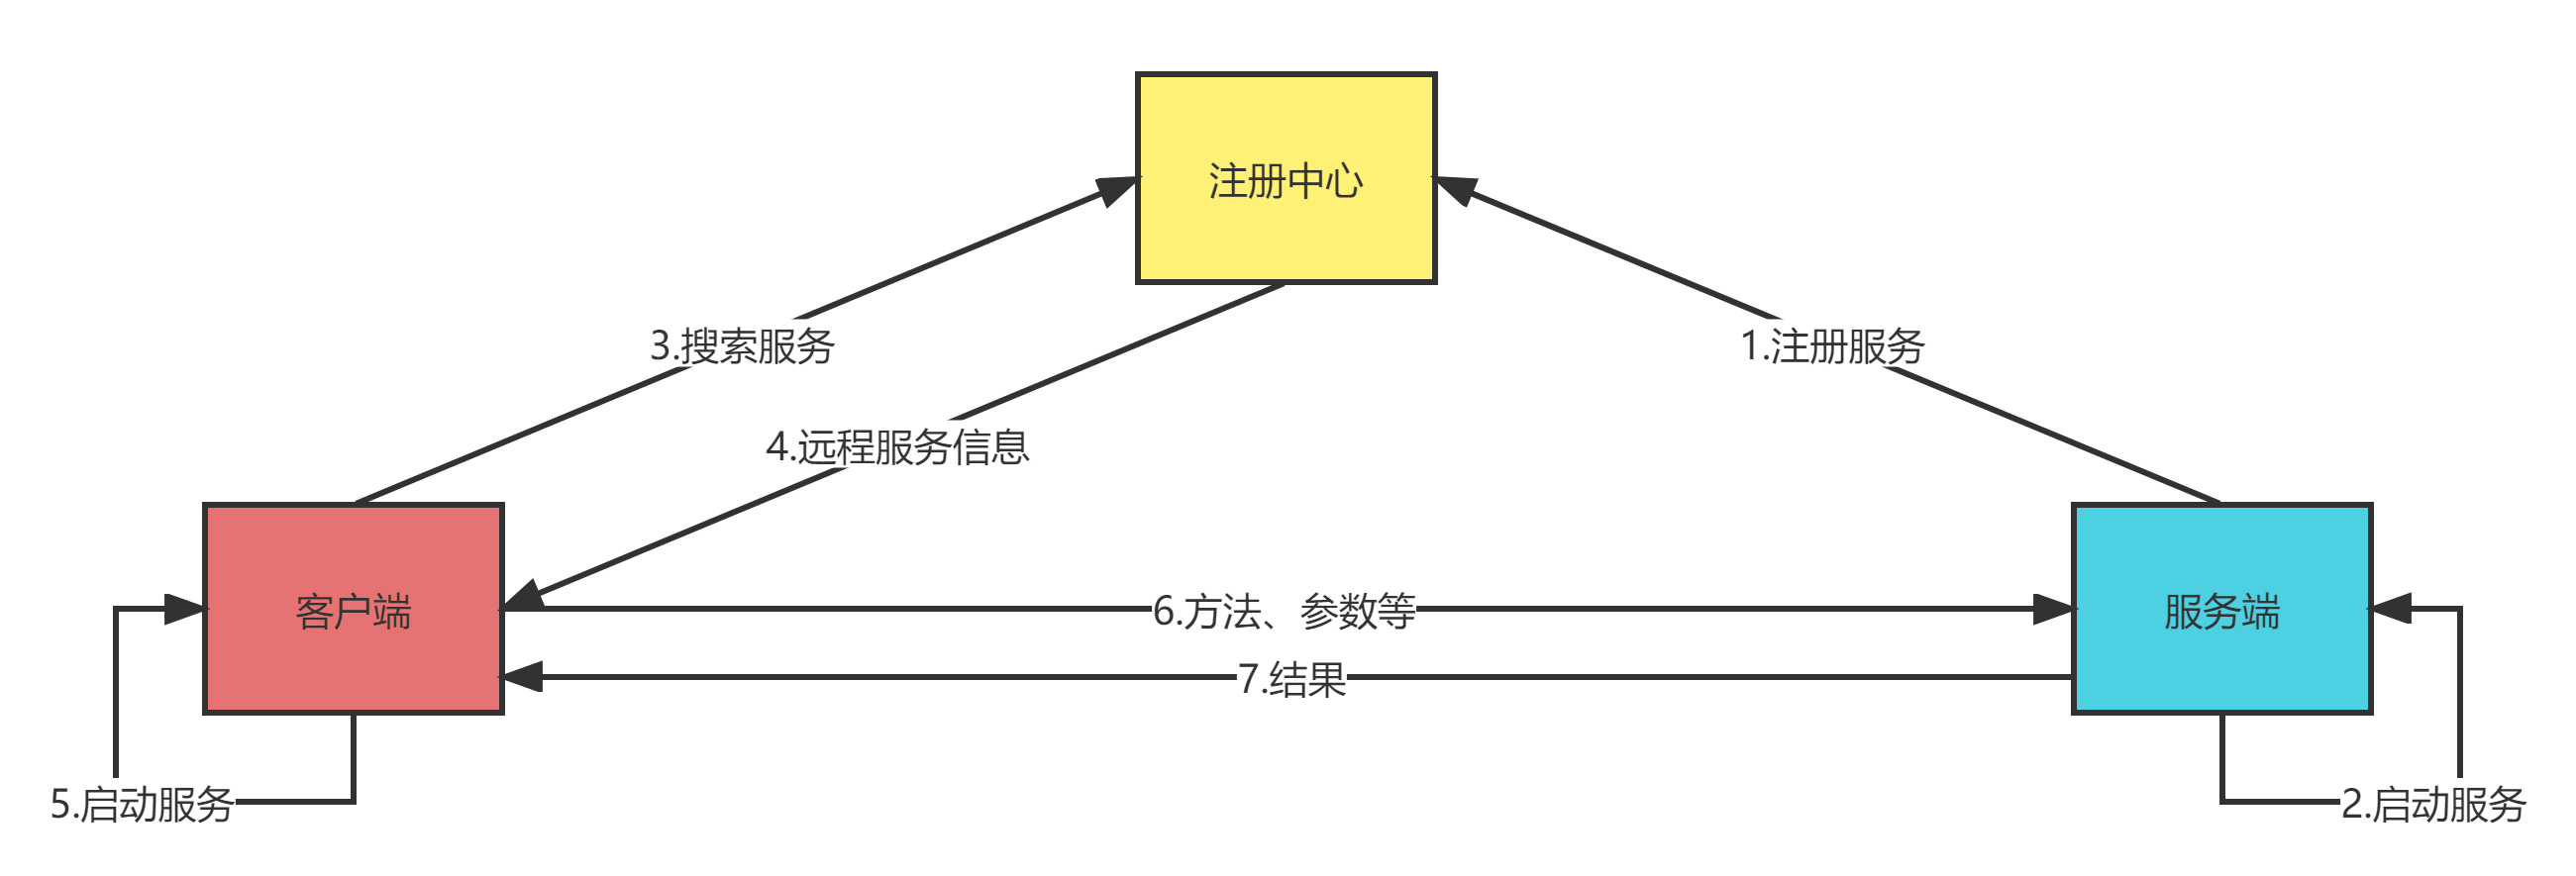 注册中心
3.搜索服务
1.注册服务
4.远程服务信息
客户端
6.方法、参数等
服务端
7.结果
5.启动服务
2.启动服务